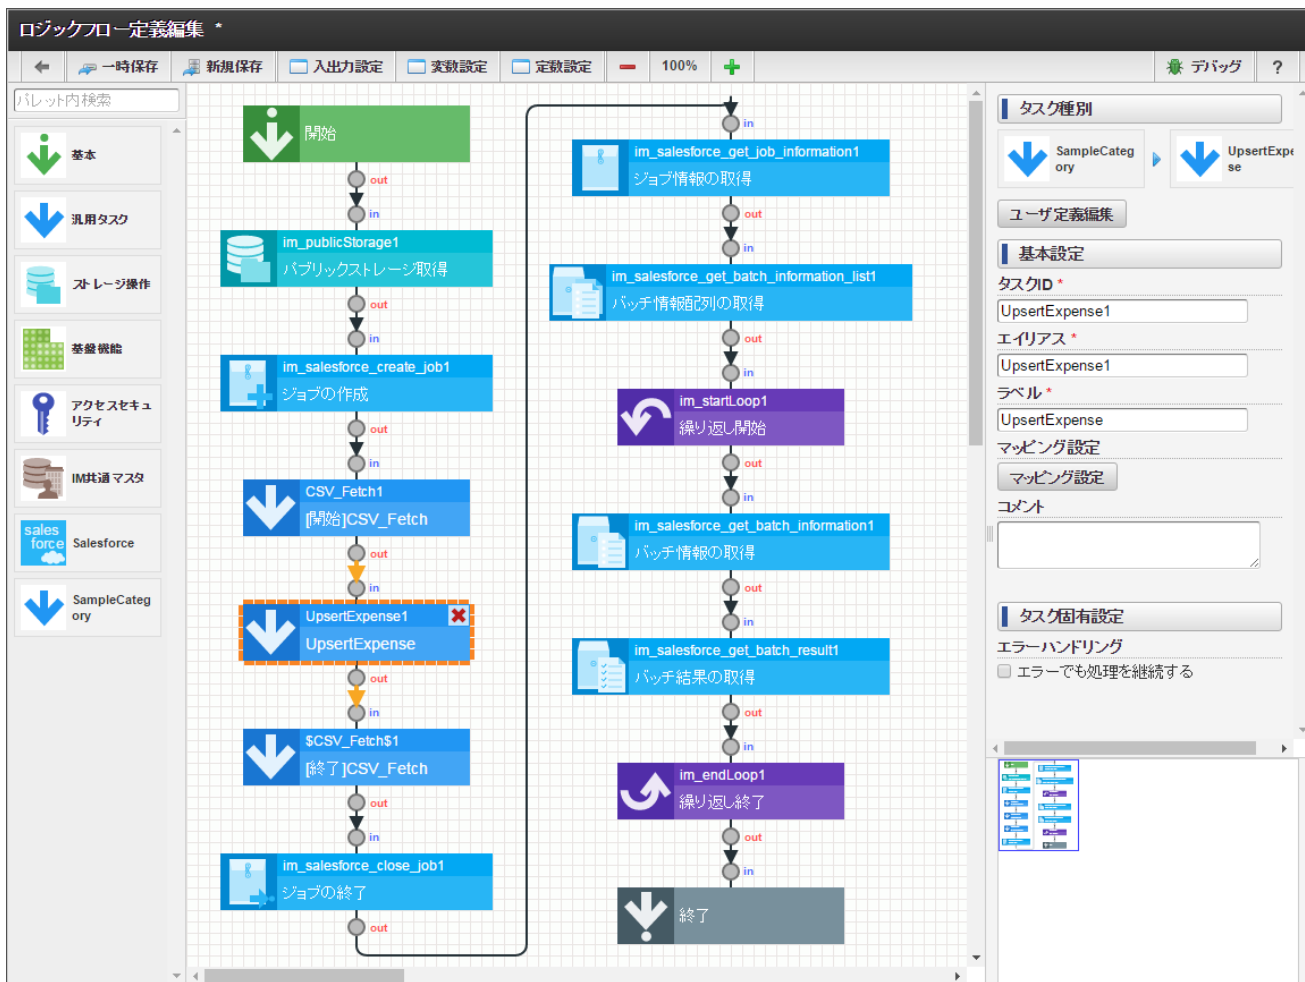 ロジックフロー定義編集 *
一時保存
新規保存
入出力設定
変数設定
定数設定
100%
デバッグ
?
パレット内検索
基本
汎用タスク
ストレージ操作
基盤機能
アクセスセキュ
リティ
IM共通マスタ
sales
force
Salesforce
SampleCateg
ory
開始
out
in
im_publicStorage1
パブリックストレージ取得
out
in
im_salesforce_create_job1
ジョブの作成
out
in
CSV_Fetch1
[開始]CSV_Fetch
out
in
UpsertExpense1
UpsertExpense
out
in
$CSV_Fetch$1
[終了]CSV_Fetch
out
in
im_salesforce_close_job1
ジョブの終了
out
in
im_salesforce_get_job_information1
ジョブ情報の取得
out
in
im_salesforce_get_batch_information_list1
バッチ情報配列の取得
out
in
im_startLoop1
繰り返し開始
out
in
im_salesforce_get_batch_information1
バッチ情報の取得
out
in
im_salesforce_get_batch_result1
バッチ結果の取得
out
in
im_endLoop1
繰り返し終了
out
in
終了
タスク種別
SampleCateg
ory
UpsertExpe
se
ユーザ定義編集
基本設定
タスクID *
UpsertExpense1
エイリアス *
UpsertExpense1
ラベル *
UpsertExpense
マッピング設定
マッピング設定
コメント
タスク固有設定
エラーハンドリング
エラーでも処理を継続する